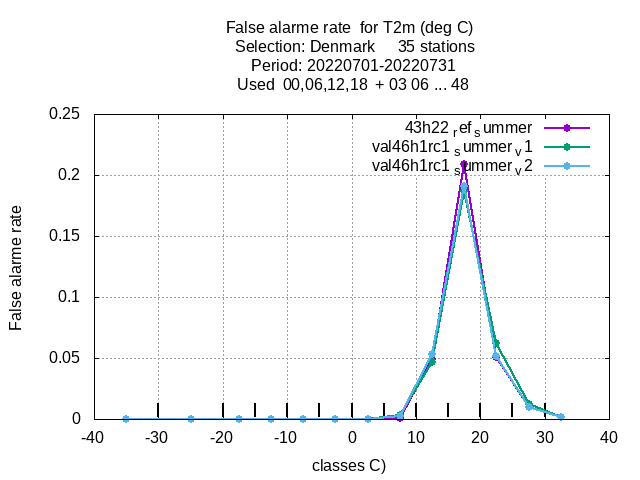 False alarme rate for T2m (deg C)
Selection: Denmark 35 stations
Period: 20220701-20220731
Used 00,06,12,18 + 03 06 ... 48
0.25
0.2
0.15
0.1
0.05
0
False alarme rate
43h22 ref summer
val46h1rc1 summer v1
val46h1rc1 summer v2
-40 -30 -20 -10 0 10 20 30 40
classes C)